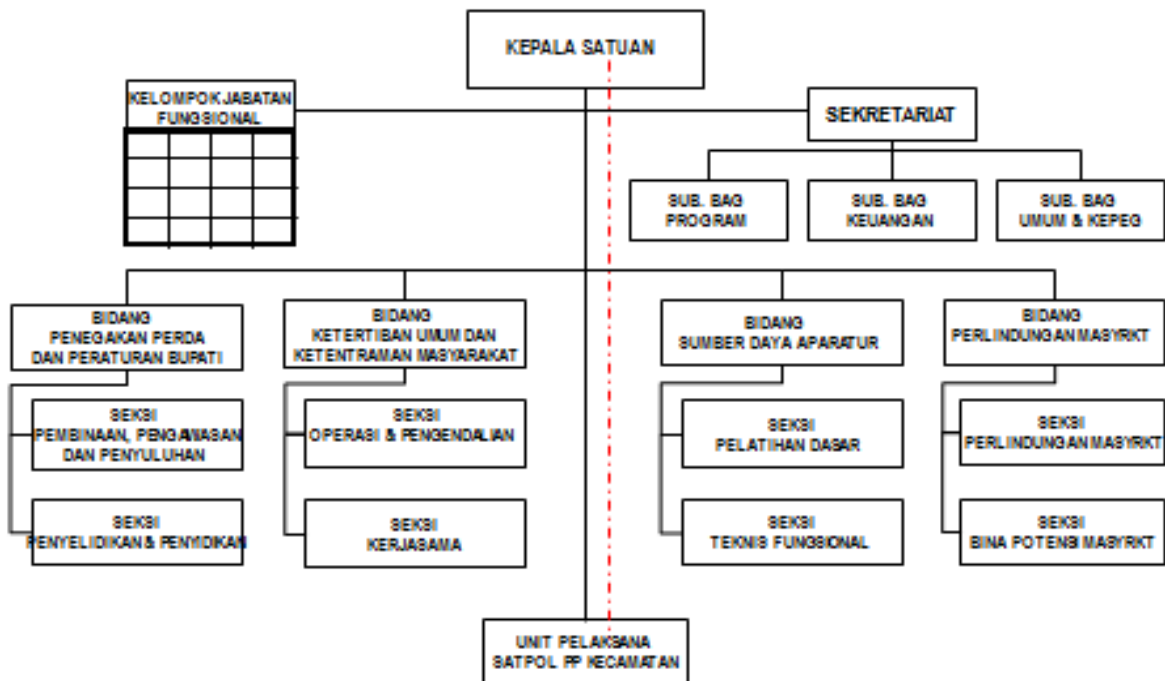 KEPALA SATUAN
KELOMPOK JABATAN
FUNGSIONAL
SEKRETARIAT
SUB. BAG
PROGRAM
SUB. BAG
KEUANGAN
SUB. BAG
UMUM & KEPEG
BIDANG
PENEGAKAN PERDA
DAN PERATURAN BUPATI
BIDANG
KETERTIBAN UMUM DAN
KETENTRAMAN MASYARAKAT
BIDANG
SUMBER DAYA APARATUR
BIDANG
PERLINDUNGAN MASYRKT
SEKSI
PEMBINAAN, PENGAWASAN
DAN PENYULUHAN
SEKSI
OPERASI & PENGENDALIAN
SEKSI
PELATIHAN DASAR
SEKSI
PERLINDUNGAN MASYRKT
SEKSI
PENYELIDIKAN & PENYIDIKAN
SEKSI
KERJASAMA
SEKSI
TEKNIS FUNGSIONAL
SEKSI
BINA POTENSI MASYRKT
UNIT PELAKSANA
SATPOL PP KECAMATAN